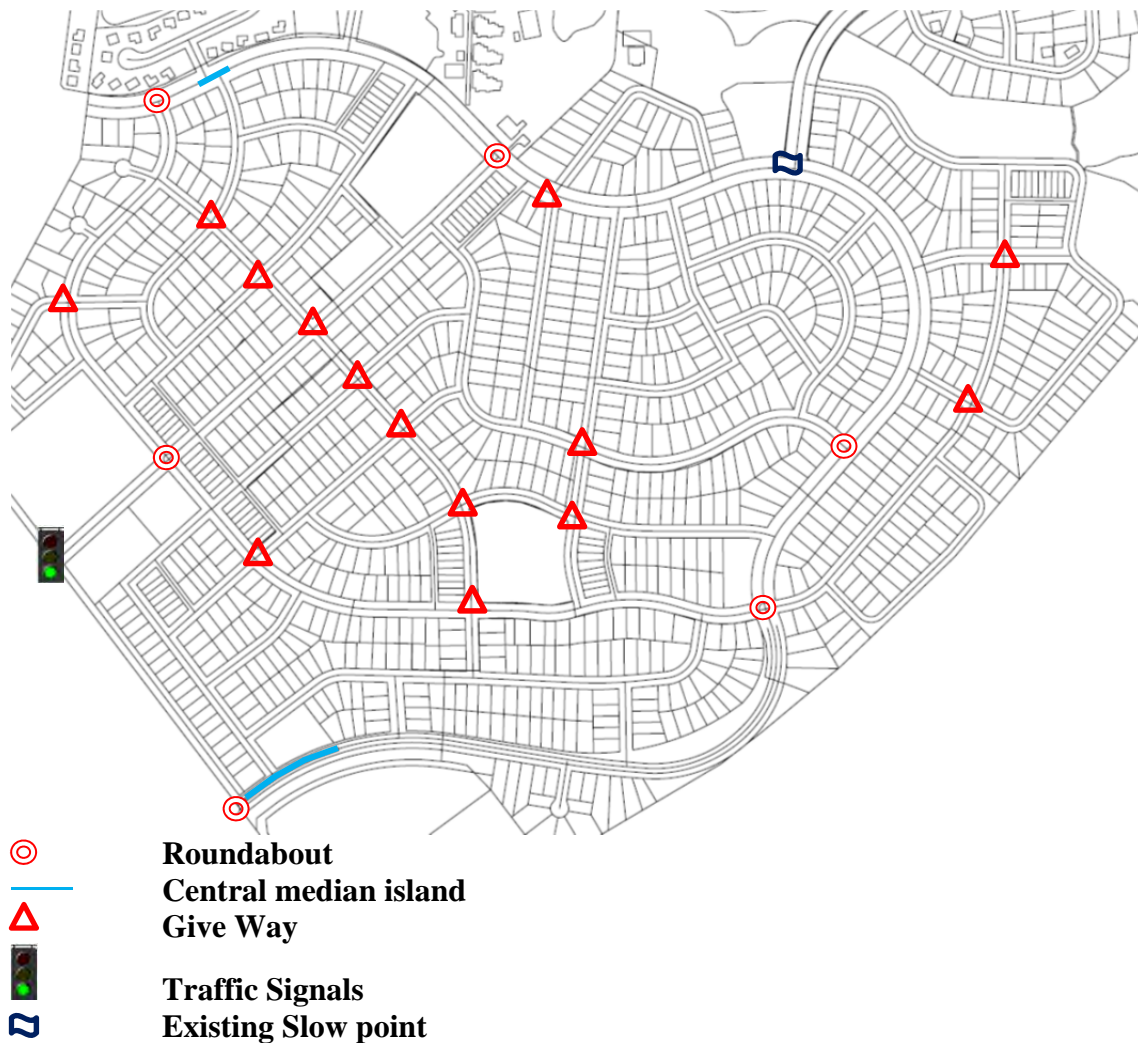 Roundabout
Central median island
Give Way
Traffic Signals
Existing Slow point